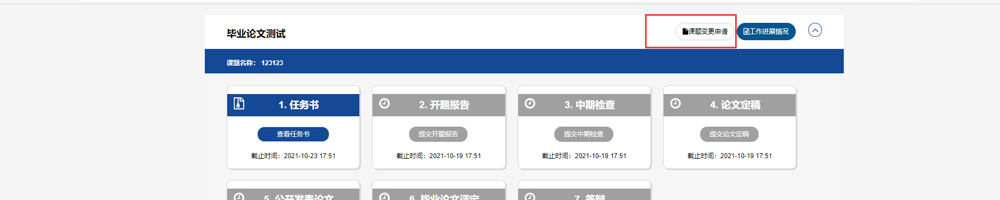 毕业论文测试
课题变更申请
工作进展情况
课题名称： 123123
1. 任务书
2. 开题报告
3. 中期检查
4. 论文定稿
查看任务书
提交开题报告
提交中期检查
提交论文定稿
截止时间：2021-10-23 17:51
截止时间：2021-10-19 17:51
截止时间：2021-10-19 17:51
截止时间：2021-10-19 17:51
5. 公开发表论文
6. 毕业论文评定
7. 答辩